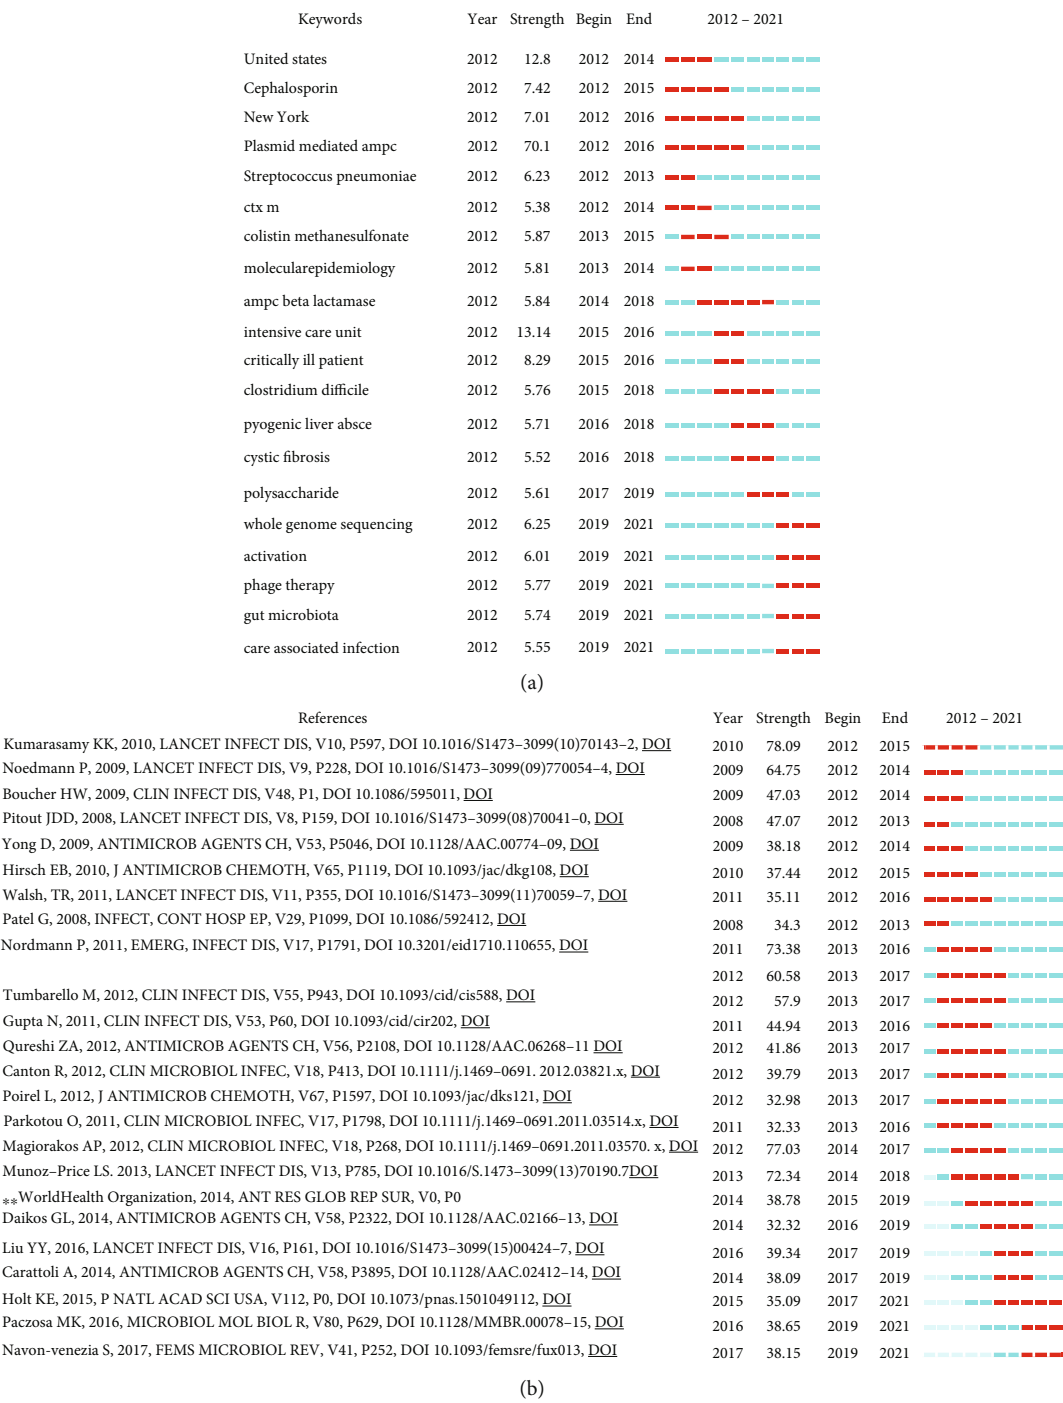 Keywords Year Strength Begin End 2012 – 2021
United states 2012 12.8 2012 2014
Cephalosporin 2012 7.42 2012 2015
New York 2012 7.01 2012 2016
Plasmid mediated ampc 2012 70.1 2012 2016
Streptococcus pneumoniae 2012 6.23 2012 2013
ctx m 2012 5.38 2012 2014
colistin methanesulfonate 2012 5.87 2013 2015
molecularepidemiology 2012 5.81 2013 2014
ampc beta lactamase 2012 5.84 2014 2018
intensive care unit 2012 13.14 2015 2016
critically ill patient 2012 8.29 2015 2016
clostridium difficile 2012 5.76 2015 2018
pyogenic liver absce 2012 5.71 2016 2018
cystic fibrosis 2012 5.52 2016 2018
polysaccharide 2012 5.61 2017 2019
whole genome sequencing 2012 6.25 2019 2021
activation 2012 6.01 2019 2021
phage therapy 2012 5.77 2019 2021
gut microbiota 2012 5.74 2019 2021
care associated infection 2012 5.55 2019 2021
(a)
References Year Strength Begin End 2012 – 2021
Kumarasamy KK, 2010, LANCET INFECT DIS, V10, P597, DOI 10.1016/S1473–3099(10)70143–2, DOI 2010 78.09 2012 2015
Noedmann P, 2009, LANCET INFECT DIS, V9, P228, DOI 10.1016/S1473–3099(09)770054–4, DOI 2009 64.75 2012 2014
Boucher HW, 2009, CLIN INFECT DIS, V48, P1, DOI 10.1086/595011, DOI 2009 47.03 2012 2014
Pitout JDD, 2008, LANCET INFECT DIS, V8, P159, DOI 10.1016/S1473–3099(08)70041–0, DOI 2008 47.07 2012 2013
Yong D, 2009, ANTIMICROB AGENTS CH, V53, P5046, DOI 10.1128/AAC.00774–09, DOI 2009 38.18 2012 2014
Hirsch EB, 2010, J ANTIMICROB CHEMOTH, V65, P1119, DOI 10.1093/jac/dkg108, DOI 2010 37.44 2012 2015
Walsh, TR, 2011, LANCET INFECT DIS, V11, P355, DOI 10.1016/S1473–3099(11)70059–7, DOI 2011 35.11 2012 2016
Patel G, 2008, INFECT, CONT HOSP EP, V29, P1099, DOI 10.1086/592412, DOI 2008 34.3 2012 2013
Nordmann P, 2011, EMERG, INFECT DIS, V17, P1791, DOI 10.3201/eid1710.110655, DOI 2011 73.38 2013 2016
2012 60.58 2013 2017
Tumbarello M, 2012, CLIN INFECT DIS, V55, P943, DOI 10.1093/cid/cis588, DOI 2012 57.9 2013 2017
Gupta N, 2011, CLIN INFECT DIS, V53, P60, DOI 10.1093/cid/cir202, DOI 2011 44.94 2013 2016
Qureshi ZA, 2012, ANTIMICROB AGENTS CH, V56, P2108, DOI 10.1128/AAC.06268–11 DOI 2012 41.86 2013 2017
Canton R, 2012, CLIN MICROBIOL INFEC, V18, P413, DOI 10.1111/j.1469–0691. 2012.03821.x, DOI 2012 39.79 2013 2017
Poirel L, 2012, J ANTIMICROB CHEMOTH, V67, P1597, DOI 10.1093/jac/dks121, DOI 2012 32.98 2013 2017
Parkotou O, 2011, CLIN MICROBIOL INFEC, V17, P1798, DOI 10.1111/j.1469–0691.2011.03514.x, DOI 2011 32.33 2013 2016
Magiorakos AP, 2012, CLIN MICROBIOL INFEC, V18, P268, DOI 10.1111/j.1469–0691.2011.03570. x, DOI 2012 77.03 2014 2017
Munoz–Price LS. 2013, LANCET INFECT DIS, V13, P785, DOI 10.1016/S.1473–3099(13)70190.7DOI 2013 72.34 2014 2018
**WorldHealth Organization, 2014, ANT RES GLOB REP SUR, V0, P0 2014 38.78 2015 2019
Daikos GL, 2014, ANTIMICROB AGENTS CH, V58, P2322, DOI 10.1128/AAC.02166–13, DOI 2014 32.32 2016 2019
Liu YY, 2016, LANCET INFECT DIS, V16, P161, DOI 10.1016/S1473–3099(15)00424–7, DOI 2016 39.34 2017 2019
Carattoli A, 2014, ANTIMICROB AGENTS CH, V58, P3895, DOI 10.1128/AAC.02412–14, DOI 2014 38.09 2017 2019
Holt KE, 2015, P NATL ACAD SCI USA, V112, P0, DOI 10.1073/pnas.1501049112, DOI 2015 35.09 2017 2021
Paczosa MK, 2016, MICROBIOL MOL BIOL R, V80, P629, DOI 10.1128/MMBR.00078–15, DOI 2016 38.65 2019 2021
Navon-venezia S, 2017, FEMS MICROBIOL REV, V41, P252, DOI 10.1093/femsre/fux013, DOI 2017 38.15 2019 2021
(b)